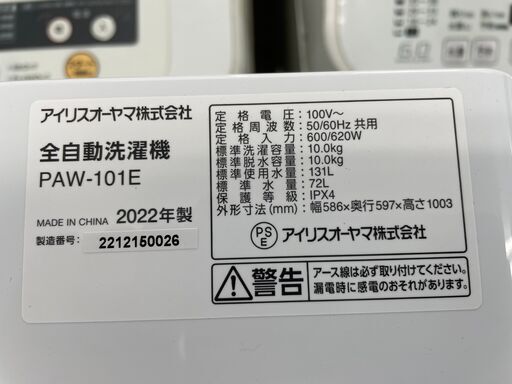 アイリスオーヤマ株式会社
全自動洗濯機
PAW-101E
MADE IN CHINA 2022年製
製造番号: 2212150026
定格電圧: 100V～
定格周波数: 50/60Hz 共用
定格入力: 600/620W
標準洗濯容量: 10.0kg
標準脱水容量: 10.0kg
標準使用水量: 131L
標準水量: 72L
保護等級: IPX4
外形寸法(mm): 幅586×奥行597×高さ1003
PS
E
アイリスオーヤマ株式会社
警告
アース線は必ず取り付けてください。
漏電時に感電のおそれがあります。